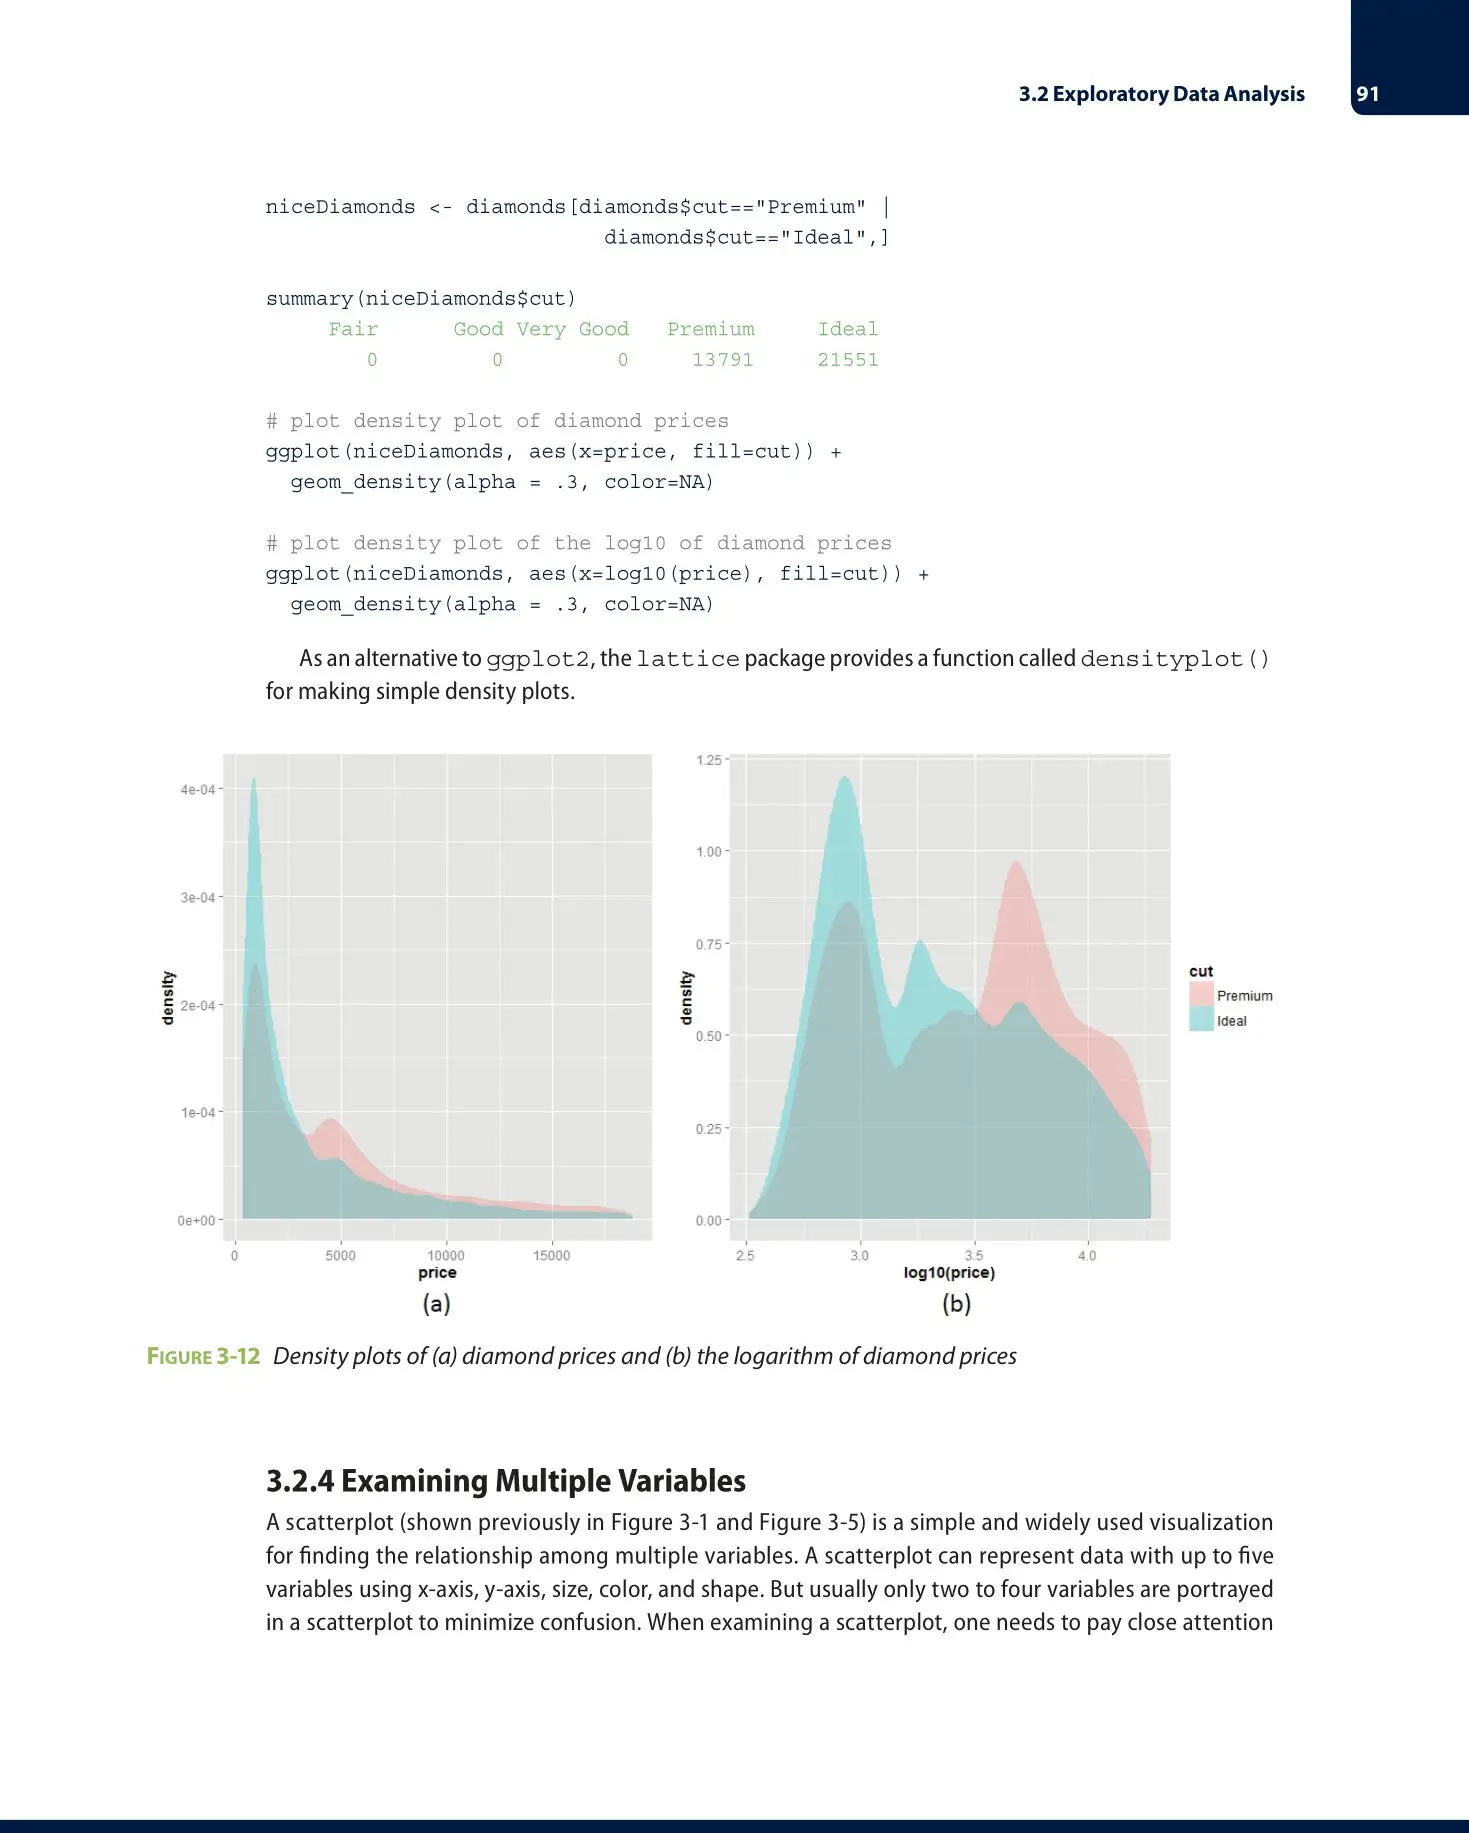 3.2 Exploratory Data Analysis 91
niceDiamonds <- diamonds[diamonds$cut=="Premium" |
diamonds$cut=="Ideal",]
summary(niceDiamonds$cut)
Fair Good Very Good Premium Ideal
0 0 0 13791 21551
# plot density plot of diamond prices
ggplot(niceDiamonds, aes(x=price, fill=cut)) +
geom_density(alpha = .3, color=NA)
# plot density plot of the log10 of diamond prices
ggplot(niceDiamonds, aes(x=log10(price), fill=cut)) +
geom_density(alpha = .3, color=NA)
As an alternative to ggplot2, the lattice package provides a function called densityplot()
for making simple density plots.
4e-04
3e-04
2e-04
1e-04
0e+00
density
0 5000 10000 15000
price
(a)
1.25
1.00
0.75
0.50
0.25
0.00
density
2.5 3.0 3.5 4.0
log10(price)
(b)
cut
Premium
Ideal
FIGURE 3-12 Density plots of (a) diamond prices and (b) the logarithm of diamond prices
3.2.4 Examining Multiple Variables
A scatterplot (shown previously in Figure 3-1 and Figure 3-5) is a simple and widely used visualization
for finding the relationship among multiple variables. A scatterplot can represent data with up to five
variables using x-axis, y-axis, size, color, and shape. But usually only two to four variables are portrayed
in a scatterplot to minimize confusion. When examining a scatterplot, one needs to pay close attention